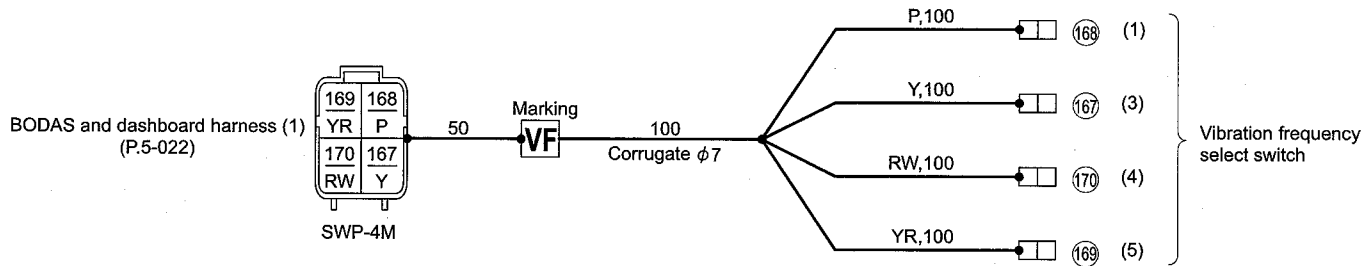 BODAS and dashboard harness (1)
(P.5-022)
169 168
YR P
170 167
RW Y
SWP-4M
50
Marking
VF
100
Corrugate φ7
P,100
168 (1)
Y,100
167 (3)
RW,100
170 (4)
YR,100
169 (5)
Vibration frequency
select switch